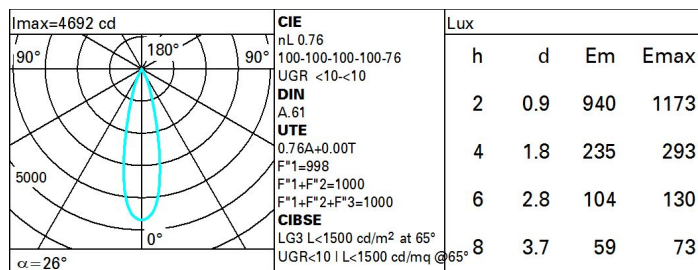 Imax=4692 cd
90°
180°
90°
5000
0°
α=26°
CIE
nL 0.76
100-100-100-100-76
UGR <10-<10
DIN
A.61
UTE
0.76A+0.00T
F"1=998
F"1+F"2=1000
F"1+F"2+F"3=1000
CIBSE
LG3 L<1500 cd/m² at 65°
UGR<10 | L<1500 cd/mq @65°
Lux
h d Em Emax
2 0.9 940 1173
4 1.8 235 293
6 2.8 104 130
8 3.7 59 73